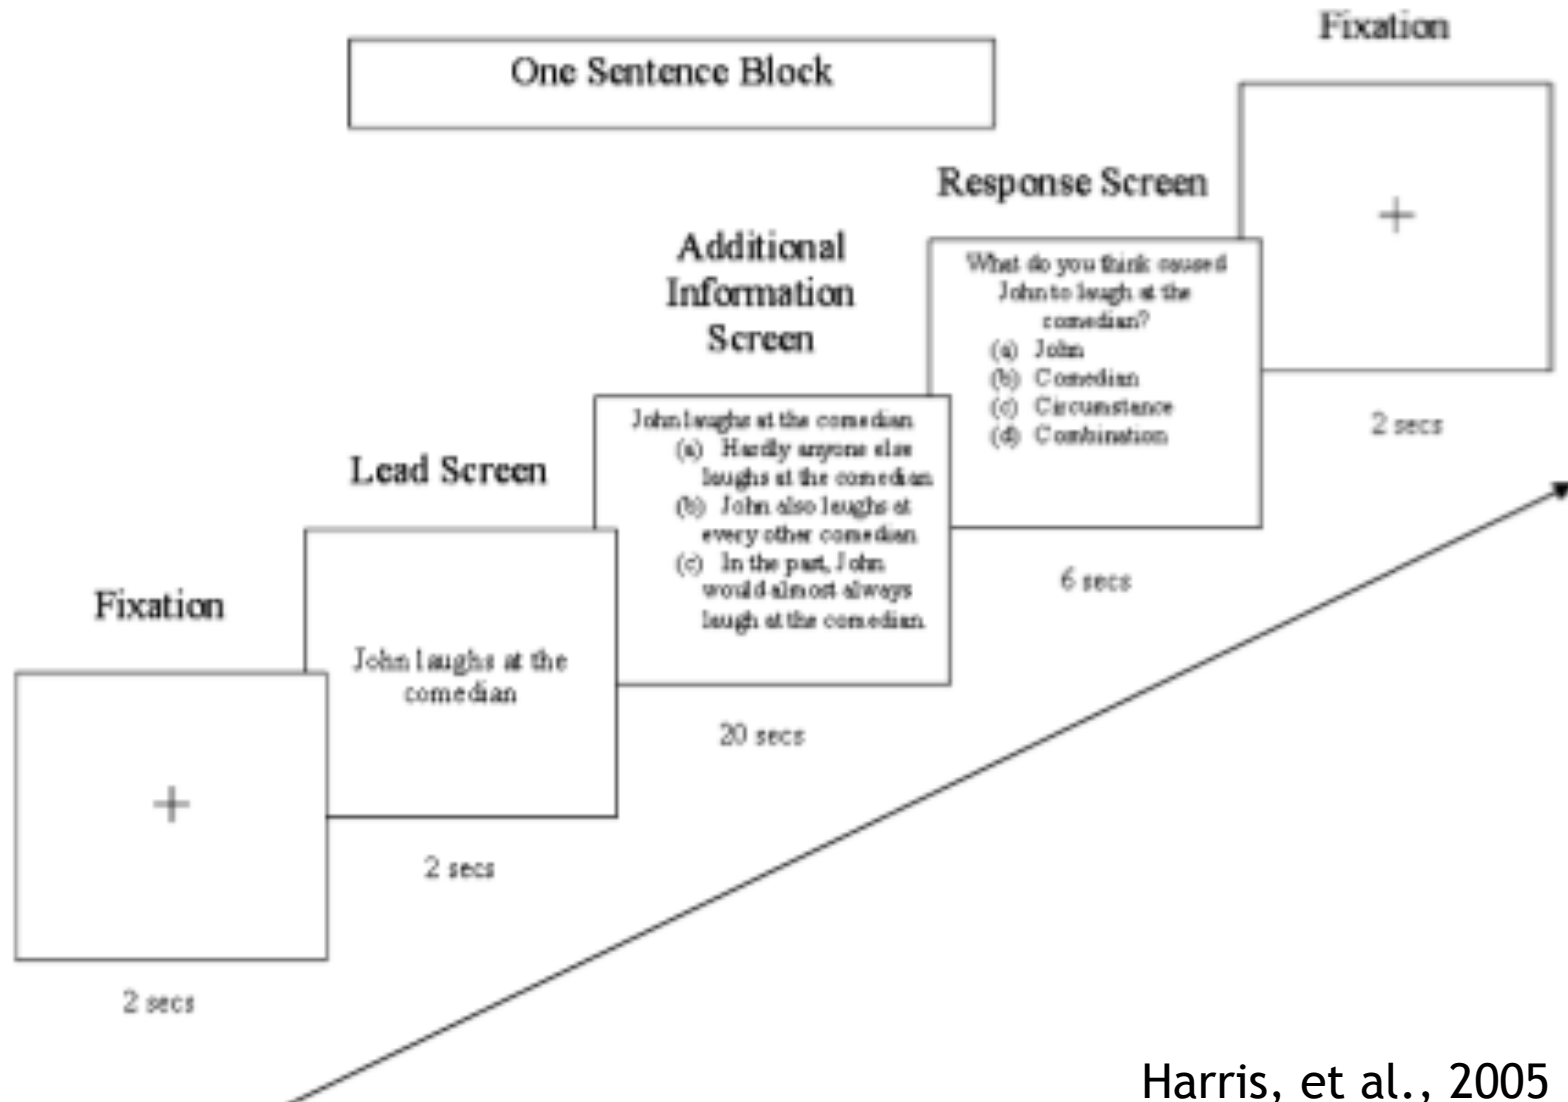 One Sentence Block
Fixation
+
2 secs
Lead Screen
John laughs at the
comedian
2 secs
Additional
Information
Screen
John laughs at the comedian
(a) Hardly anyone else
laughs at the comedian
(b) John also laughs at
every other comedian
(c) In the part, John
would almost always
laugh at the comedian.
20 secs
Response Screen
What do you think caused
John to laugh at the
comedian?
(a) John
(b) Comedian
(c) Circumstance
(d) Combination
6 secs
Fixation
+
2 secs
Harris, et al., 2005